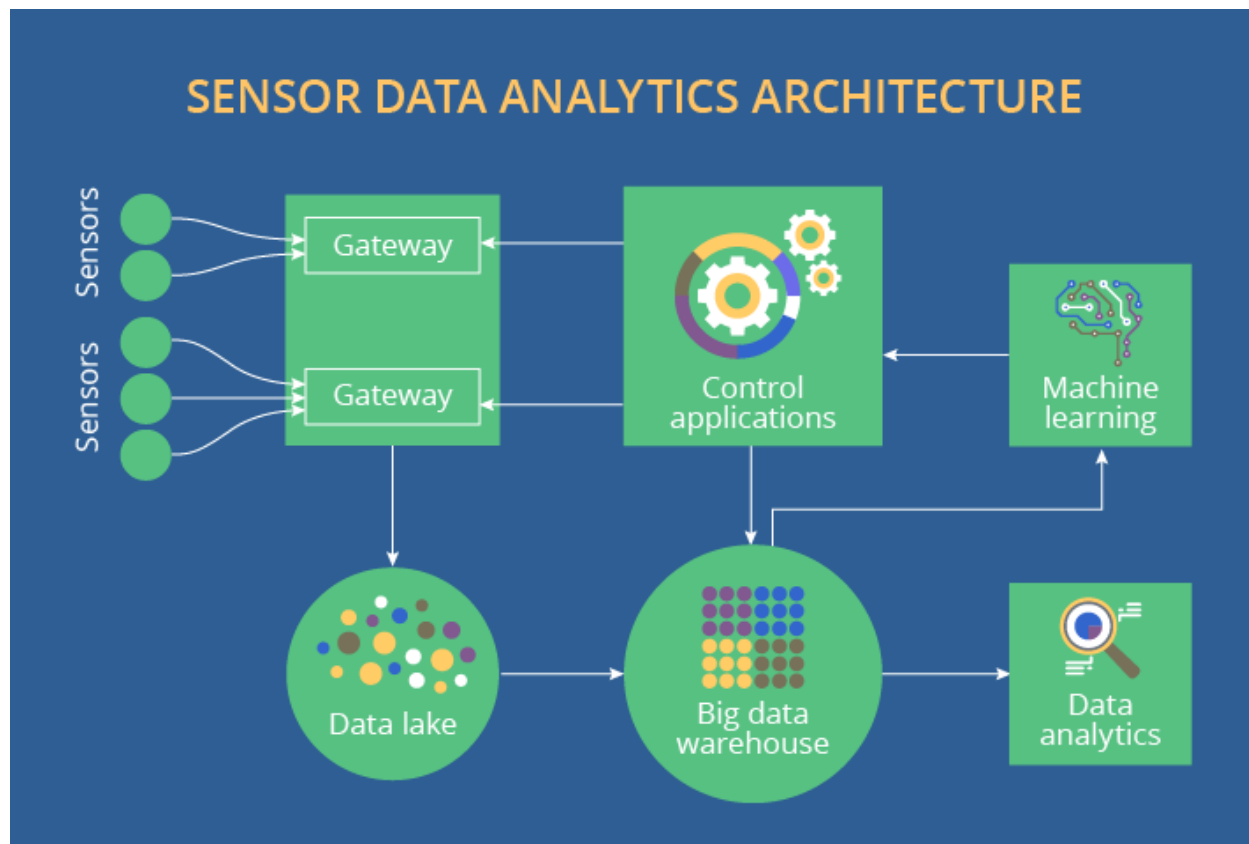 SENSOR DATA ANALYTICS ARCHITECTURE
Sensors
Gateway
Sensors
Gateway
Control
applications
Machine
learning
Data lake
Big data
warehouse
Data
analytics